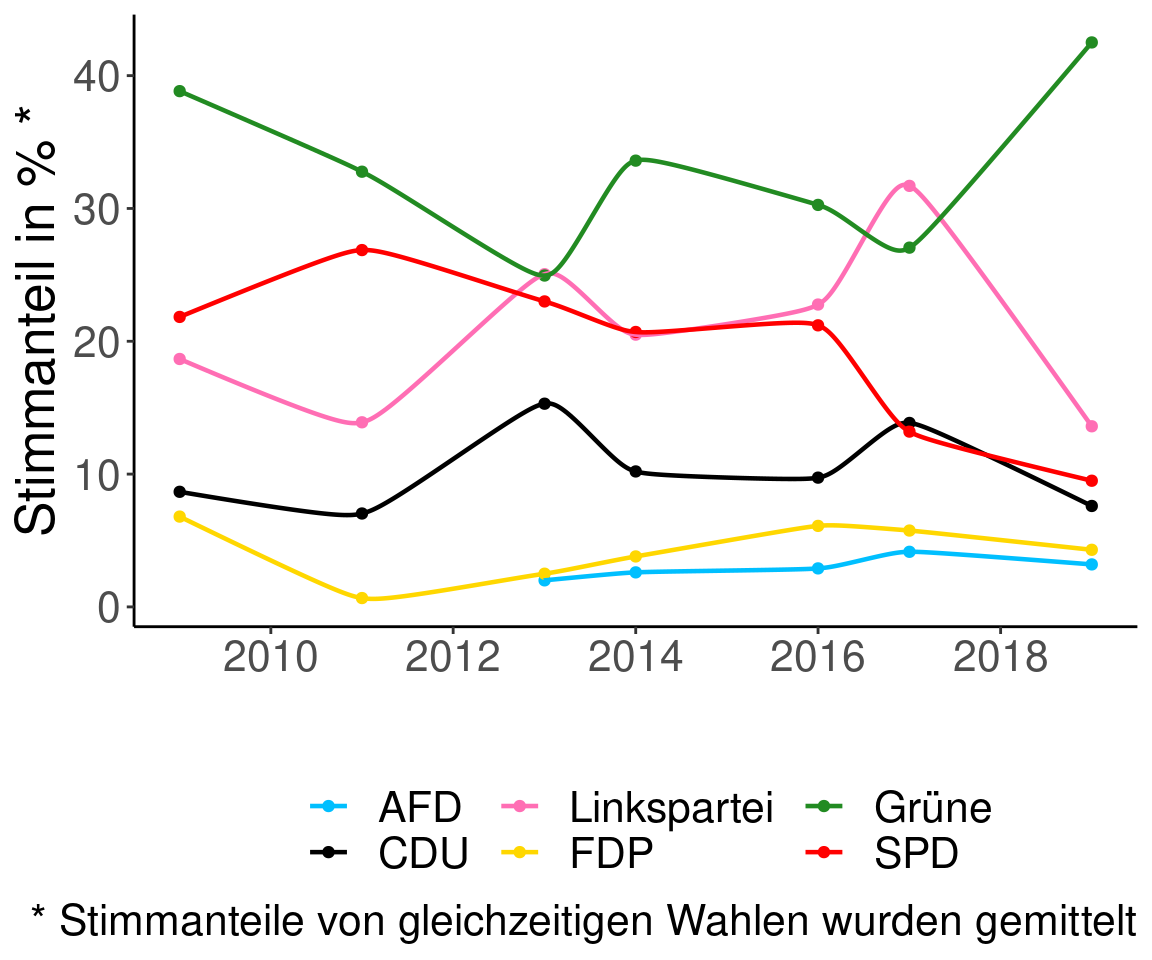 Stimmanteil in % *
40
30
20
10
0
2010 2012 2014 2016 2018
AFD Linkspartei Grüne
CDU FDP SPD
* Stimmanteile von gleichzeitigen Wahlen wurden gemittelt